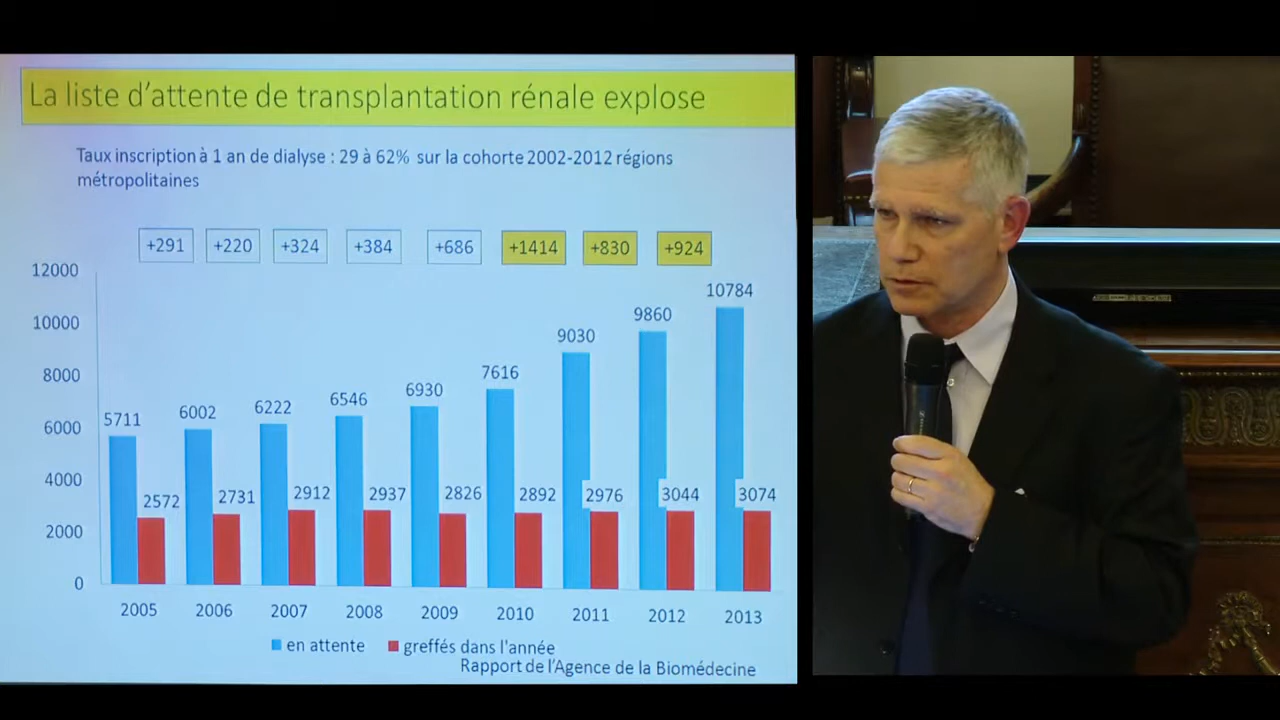 La liste d'attente de transplantation rénale explose
Taux inscription à 1 an de dialyse : 29 à 62% sur la cohorte 2002-2012 régions
métropolitaines
+291 +220 +324 +384 +686 +1414 +830 +924
12000
10000
8000
6000
4000
2000
0
5711 6002 6222 6546 6930 7616 9030 9860 10784
2572 2731 2912 2937 2826 2892 2976 3044 3074
2005 2006 2007 2008 2009 2010 2011 2012 2013
en attente greffés dans l'année
Rapport de l'Agence de la Biomédecine